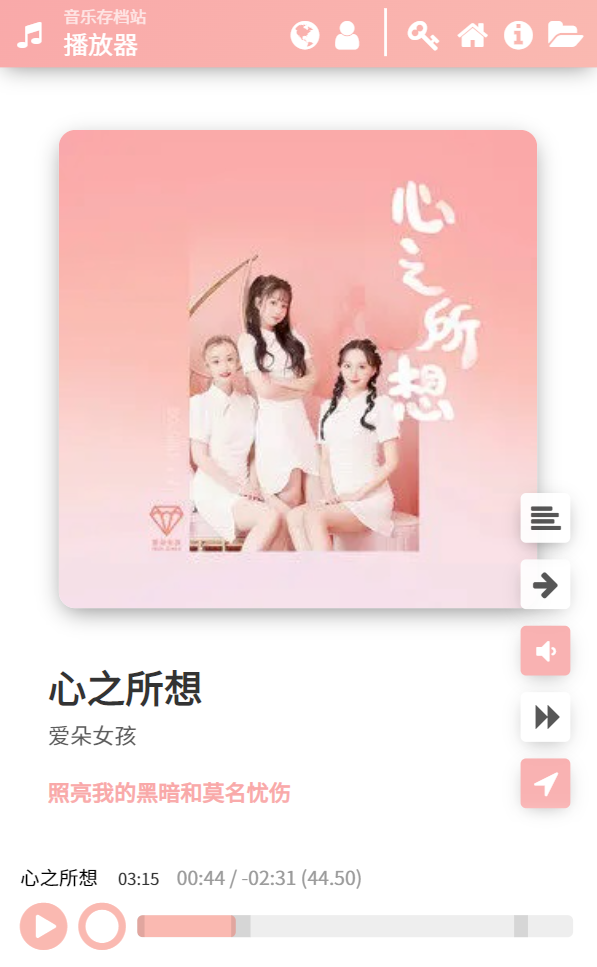 音乐存档站
播放器
心之所想
心之所想
爱朵女孩
照亮我的黑暗和莫名忧伤
心之所想 03:15 00:44 / -02:31 (44.50)